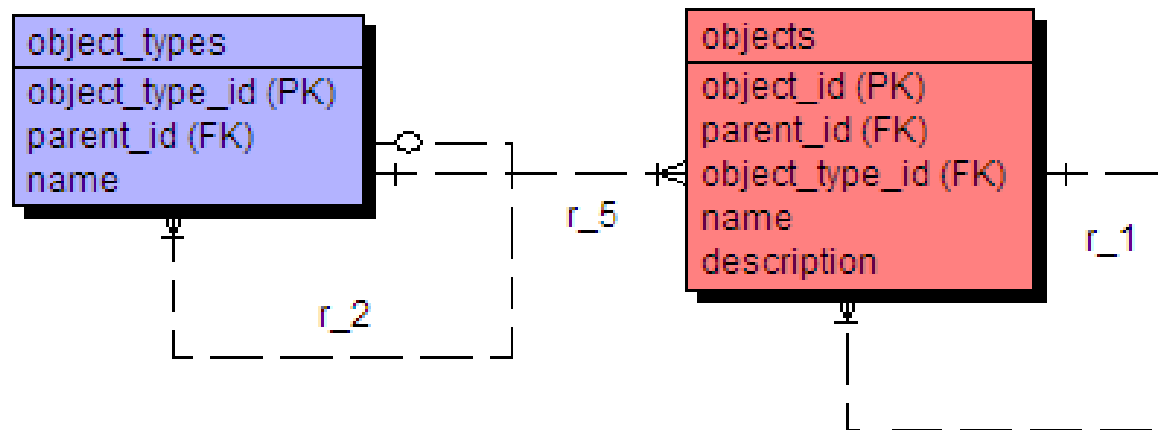 object_types
object_type_id (PK)
parent_id (FK)
name
r_2
r_5
objects
object_id (PK)
parent_id (FK)
object_type_id (FK)
name
description
r_1